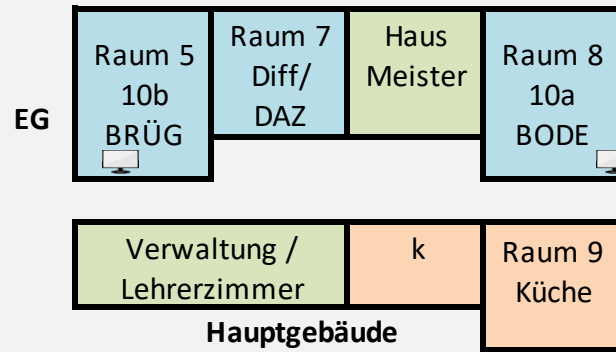 Raum 5
10b
BRÜG
Raum 7
Diff/
DAZ
Haus
Meister
Raum 8
10a
BODE
EG
Verwaltung /
Lehrerzimmer
k
Raum 9
Küche
Hauptgebäude